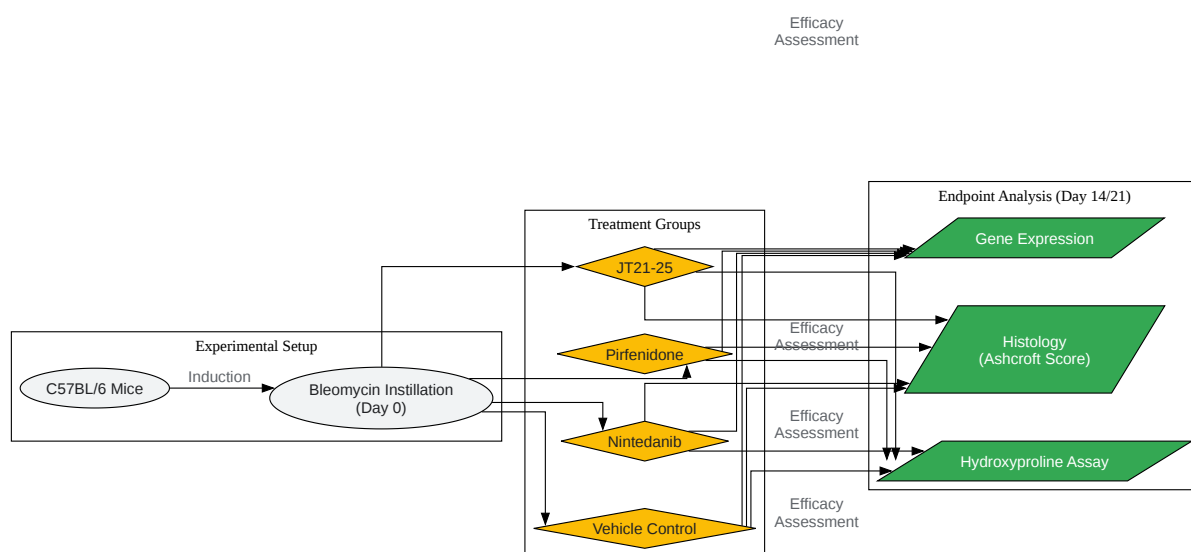 Efficacy
Assessment
Endpoint Analysis (Day 14/21)
Treatment Groups
Gene Expression
JT21-25
Experimental Setup
Efficacy
Assessment
Histology
(Ashcroft Score)
Pirfenidone
Induction
C57BL/6 Mice
Bleomycin Instillation
(Day 0)
Efficacy
Assessment
Nintedanib
Hydroxyproline Assay
Efficacy
Assessment
Vehicle Control